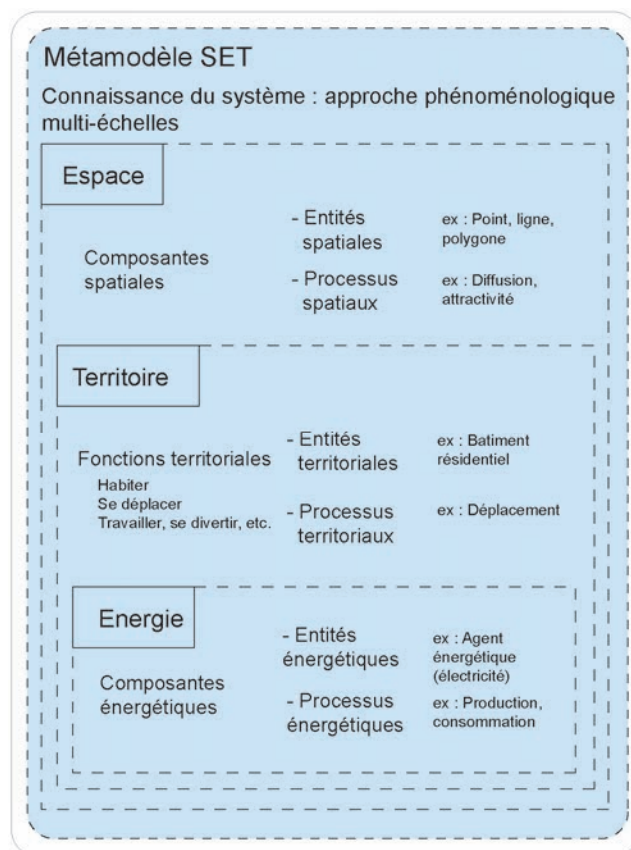 Métamodèle SET
Connaissance du système : approche phénoménologique
multi-échelles
Espace
Composantes
spatiales
- Entités
spatiales
ex : Point, ligne,
polygone
- Processus
spatiaux
ex : Diffusion,
attractivité
Territoire
Fonctions territoriales
Habiter
Se déplacer
Travailler, se divertir, etc.
- Entités
territoriales
ex : Batiment
résidentiel
- Processus
territoriaux
ex : Déplacement
Energie
Composantes
énergétiques
- Entités
énergétiques
ex : Agent
énergétique
(électricité)
- Processus
énergétiques
ex : Production,
consommation